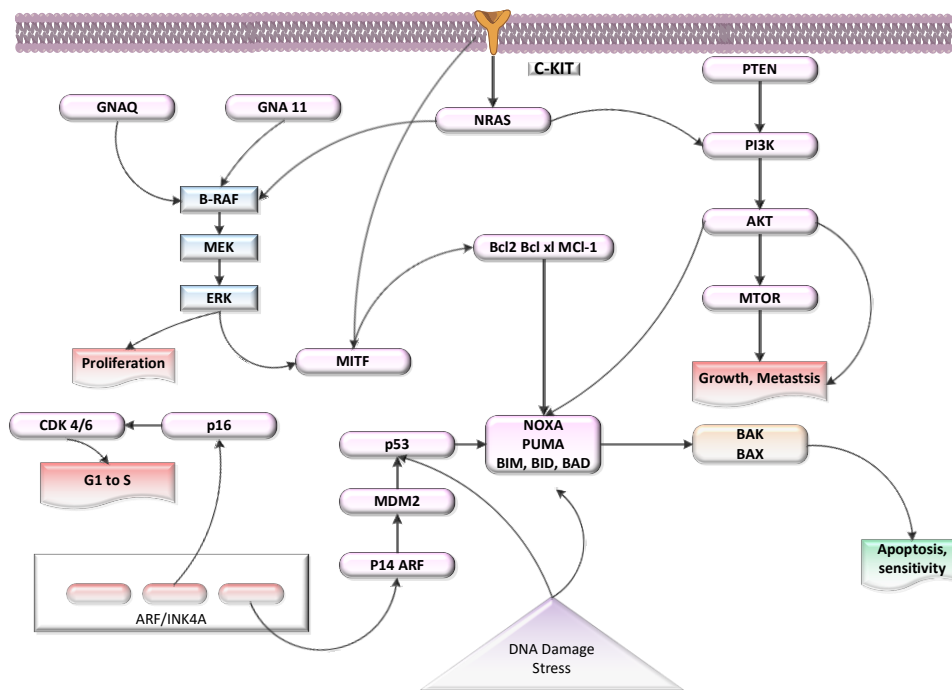 C-KIT
PTEN
GNAQ
GNA 11
NRAS
PI3K
B-RAF
AKT
MEK
Bcl2 Bcl xl MCl-1
ERK
MTOR
Proliferation
MITF
Growth, Metastsis
CDK 4/6
p16
p53
NOXA
PUMA
BIM, BID, BAD
BAK
BAX
G1 to S
MDM2
P14 ARF
Apoptosis,
sensitivity
ARF/INK4A
DNA Damage
Stress